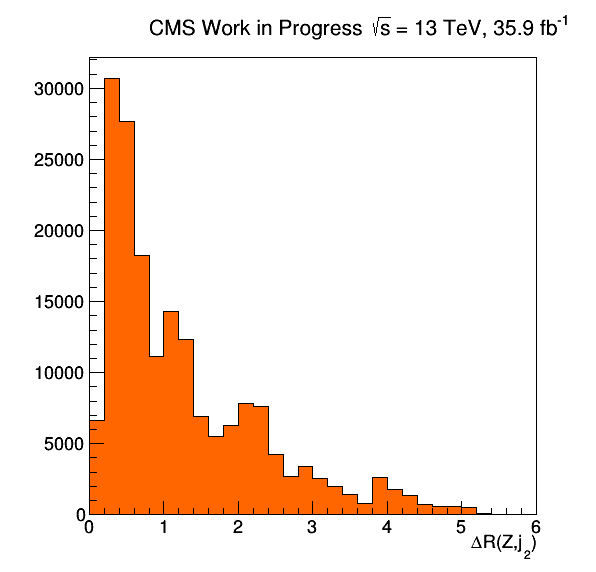 CMS Work in Progress √s = 13 TeV, 35.9 fb⁻¹
30000
25000
20000
15000
10000
5000
0
0 1 2 3 4 5 6
ΔR(Z,j₂)